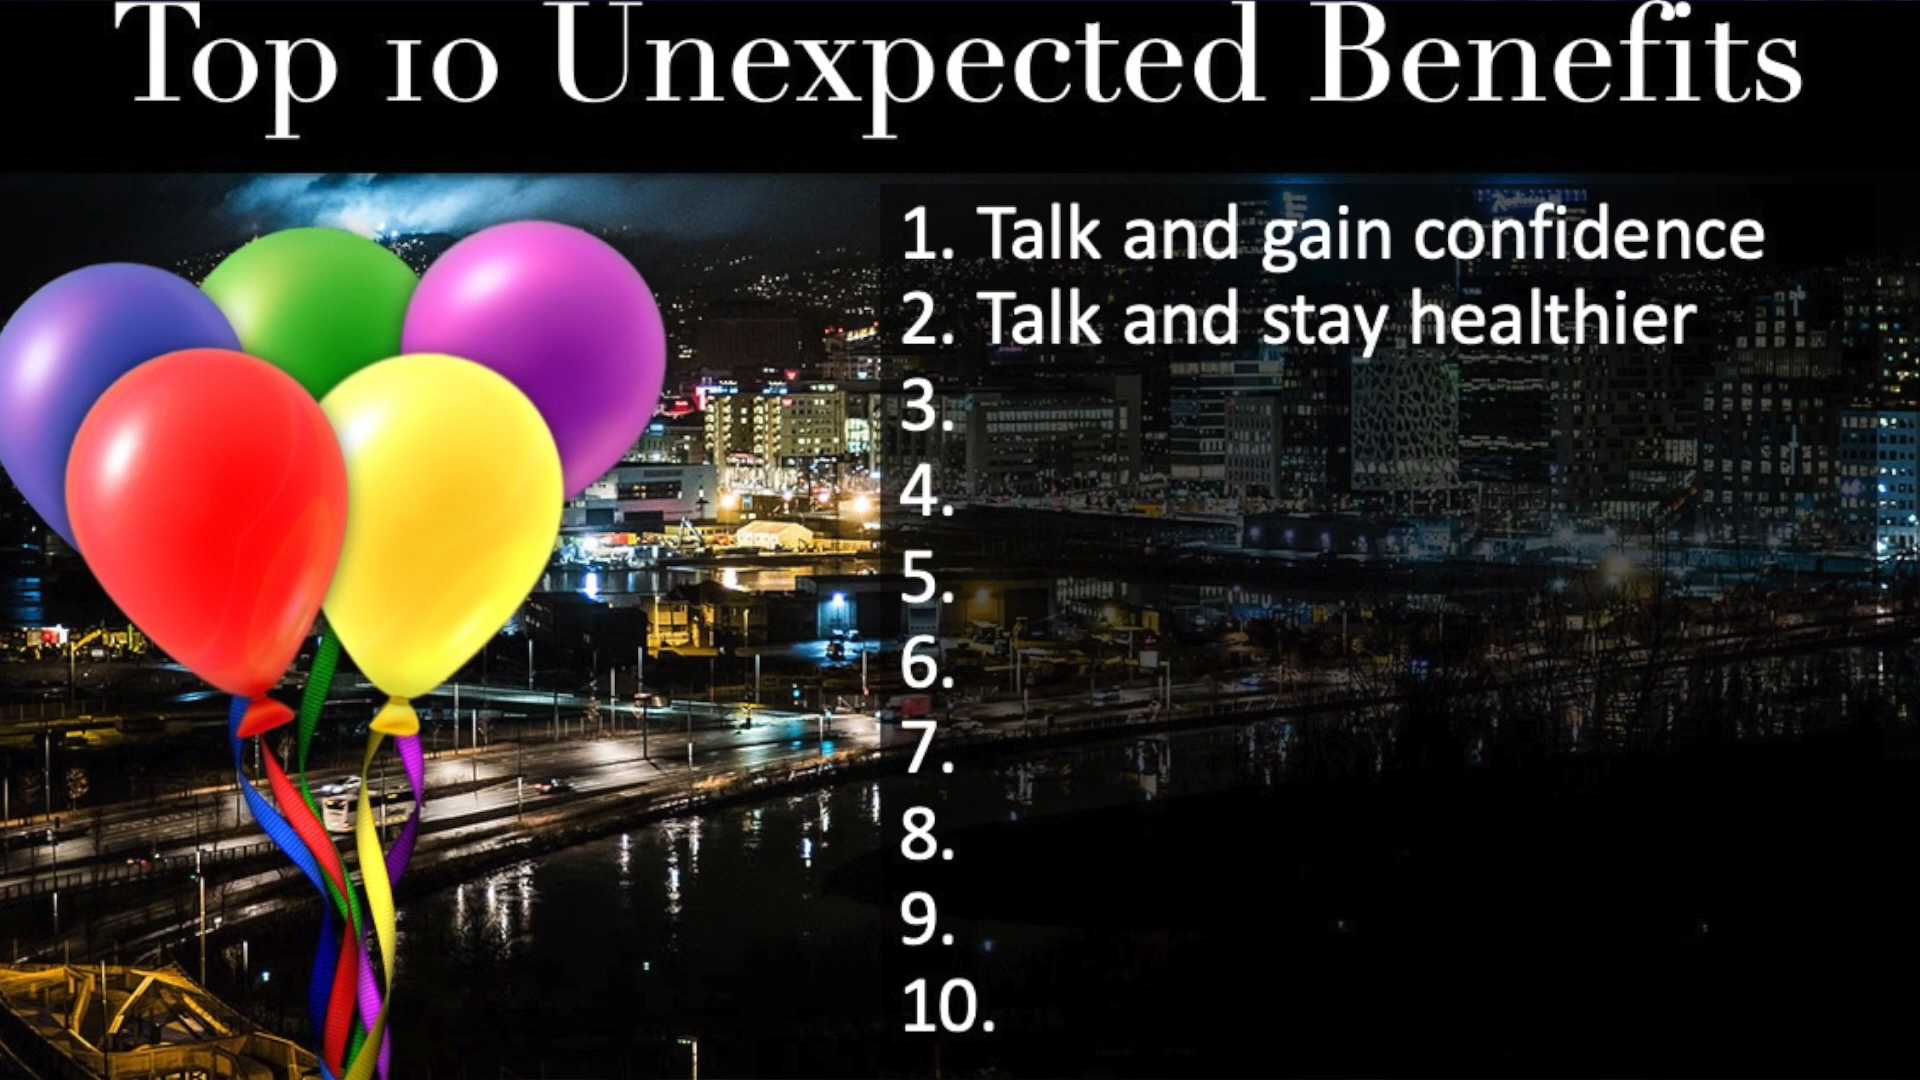 Top 10 Unexpected Benefits
1. Talk and gain confidence
2. Talk and stay healthier
3.
4.
5.
6.
7.
8.
9.
10.